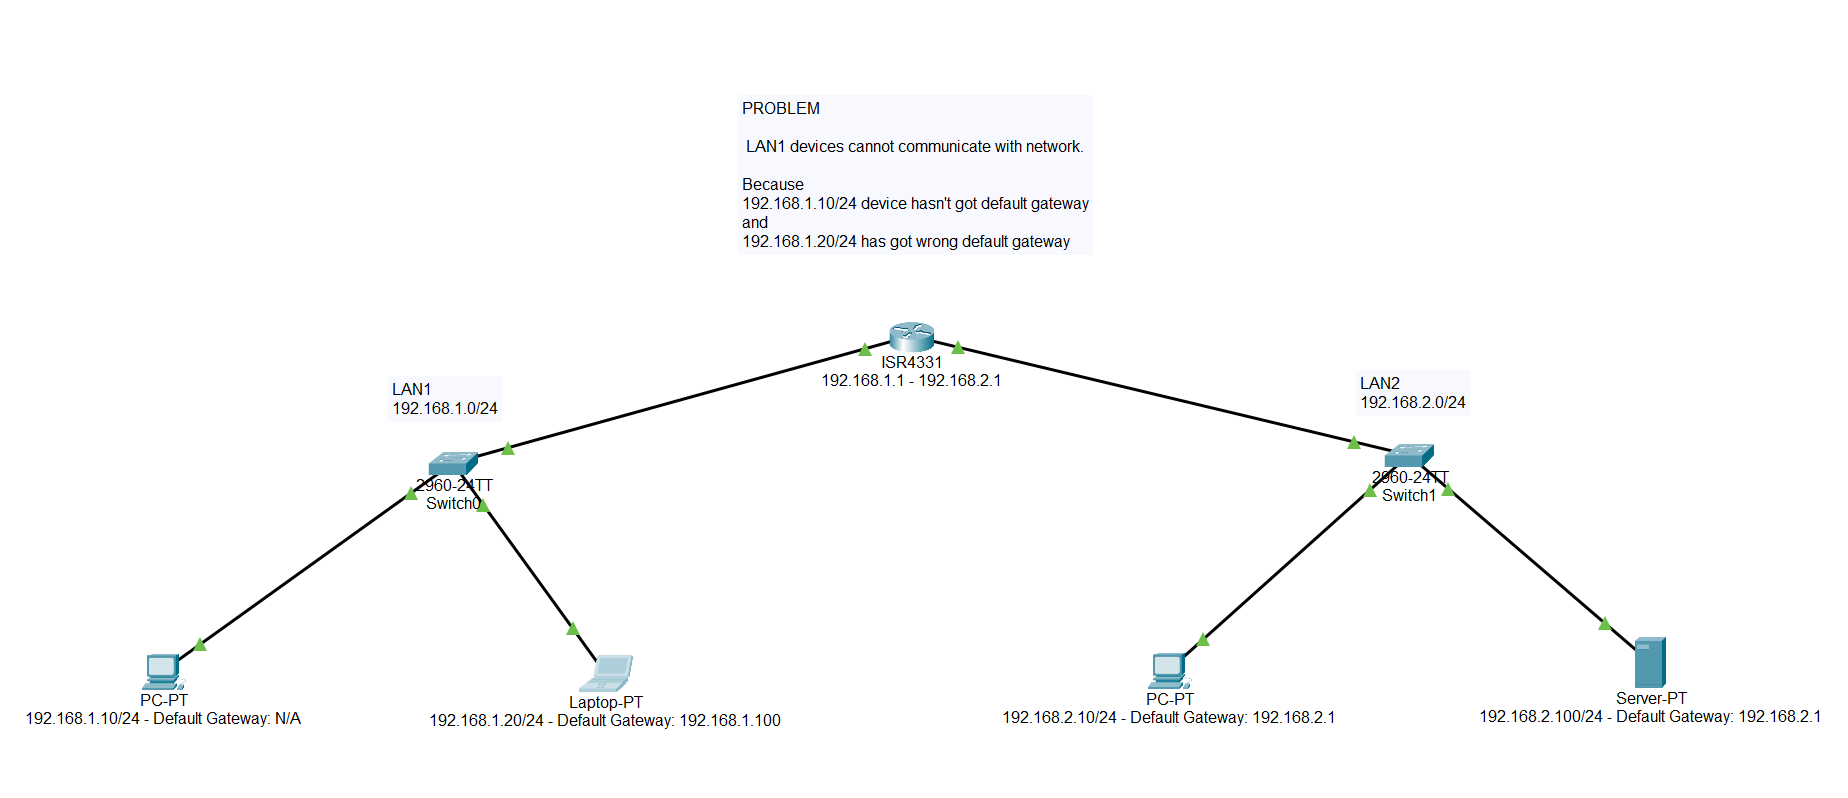 PROBLEM
LAN1 devices cannot communicate with network.
Because
192.168.1.10/24 device hasn't got default gateway
and
192.168.1.20/24 has got wrong default gateway
ISR4331
192.168.1.1 - 192.168.2.1
LAN1
192.168.1.0/24
LAN2
192.168.2.0/24
2960-24TT
Switch0
2960-24TT
Switch1
PC-PT
192.168.1.10/24 - Default Gateway: N/A
Laptop-PT
192.168.1.20/24 - Default Gateway: 192.168.1.100
PC-PT
192.168.2.10/24 - Default Gateway: 192.168.2.1
Server-PT
192.168.2.100/24 - Default Gateway: 192.168.2.1